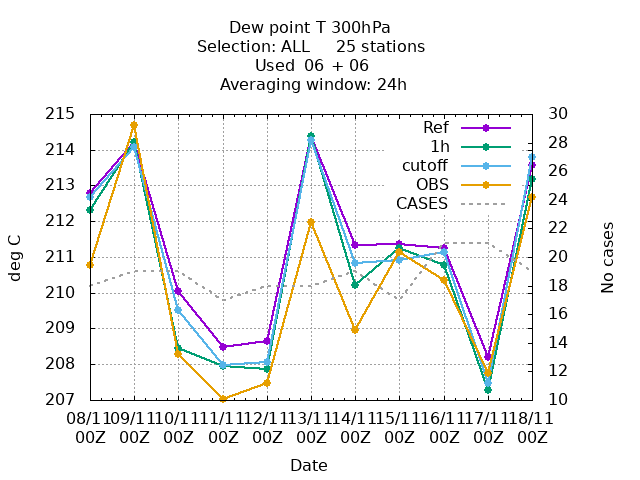 Dew point T 300hPa
Selection: ALL     25 stations
Used  06 + 06
Averaging window: 24h
215
214
213
212
211
210
209
208
207
deg C
30
28
26
24
22
20
18
16
14
12
10
No cases
Ref
1h
cutoff
OBS
CASES
08/11 09/11 10/11 11/11 12/11 13/11 14/11 15/11 16/11 17/11 18/11
00Z 00Z 00Z 00Z 00Z 00Z 00Z 00Z 00Z 00Z 00Z
Date